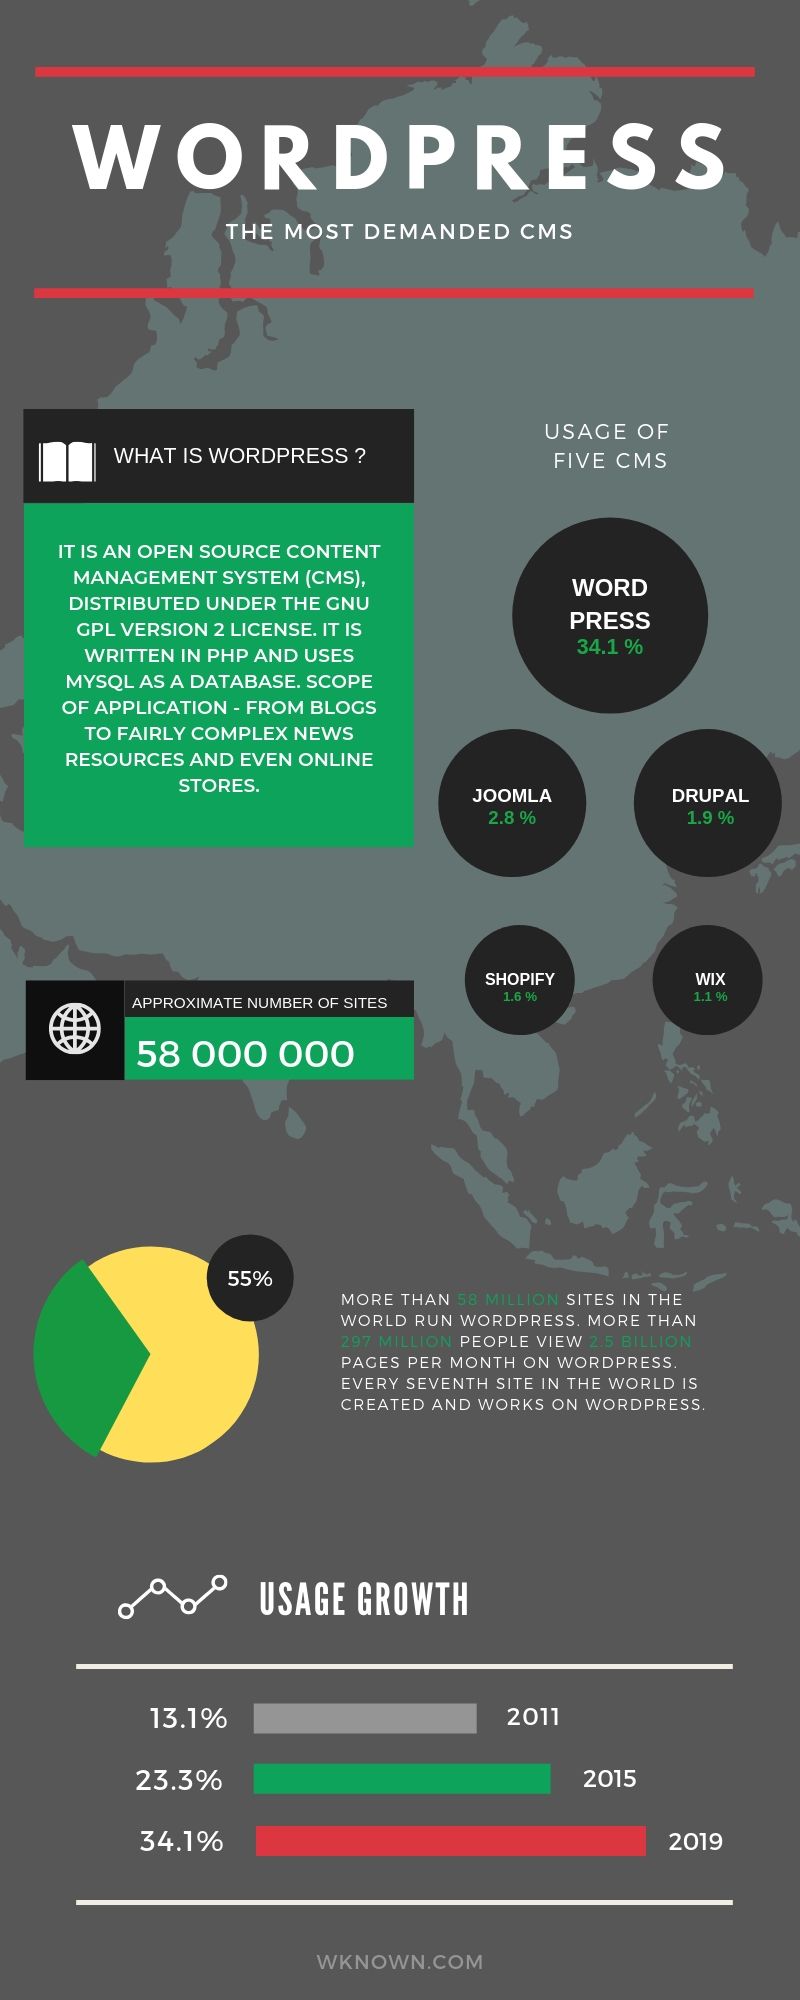 WORDPRESS
THE MOST DEMANDED CMS
WHAT IS WORDPRESS ?
IT IS AN OPEN SOURCE CONTENT
MANAGEMENT SYSTEM (CMS),
DISTRIBUTED UNDER THE GNU
GPL VERSION 2 LICENSE. IT IS
WRITTEN IN PHP AND USES
MYSQL AS A DATABASE. SCOPE
OF APPLICATION - FROM BLOGS
TO FAIRLY COMPLEX NEWS
RESOURCES AND EVEN ONLINE
STORES.
USAGE OF
FIVE CMS
WORD
PRESS
34.1 %
JOOMLA
2.8 %
DRUPAL
1.9 %
SHOPIFY
1.6 %
WIX
1.1 %
APPROXIMATE NUMBER OF SITES
58 000 000
55%
MORE THAN 58 MILLION SITES IN THE
WORLD RUN WORDPRESS. MORE THAN
297 MILLION PEOPLE VIEW 2.5 BILLION
PAGES PER MONTH ON WORDPRESS.
EVERY SEVENTH SITE IN THE WORLD IS
CREATED AND WORKS ON WORDPRESS.
USAGE GROWTH
13.1% 2011
23.3% 2015
34.1% 2019
WKNOWN.COM